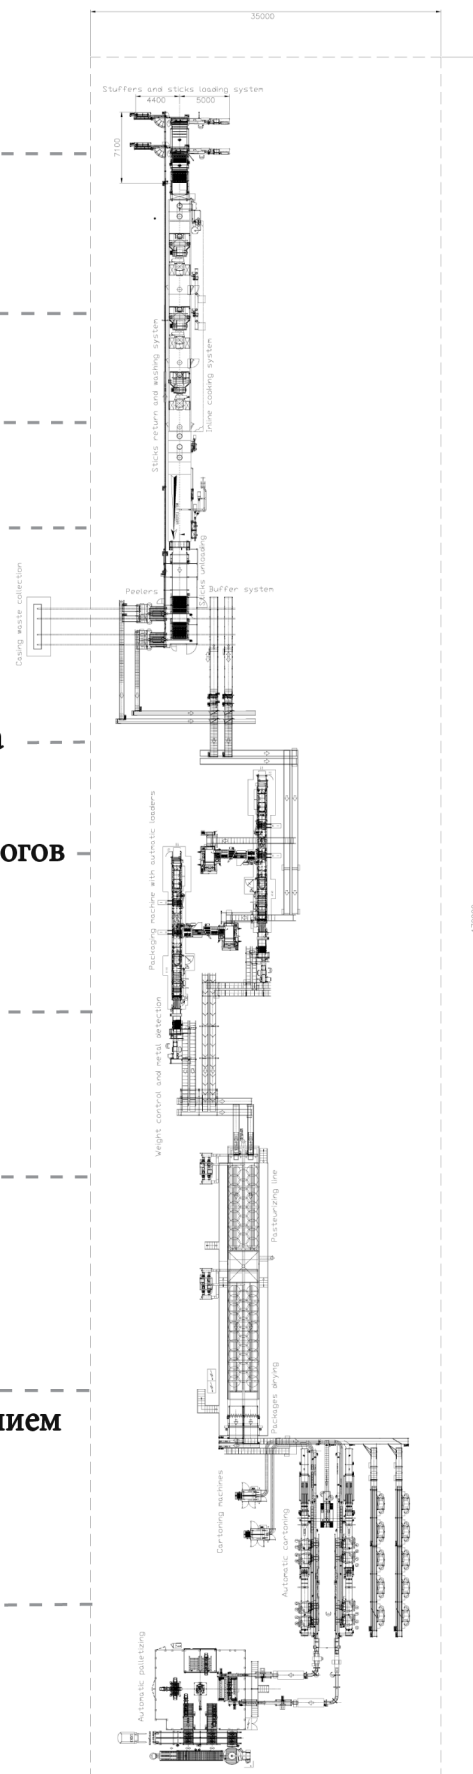 35000
Stuffers and sticks loading system
4400 5000
7100
Sticks return and washing system
Inline cooking system
Sticks unloading
Casing waste collection
Peelers
Buffer system
огов
Packaging machine with autmatic loaders
Weight control and metal detection
Pasteurizing line
Packages drying
нием
Cartoning machines
Automatic cartoning
Automatic palletizing